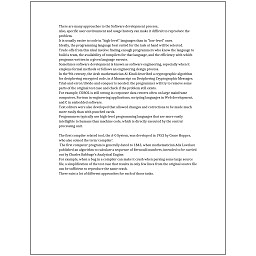 There are many approaches to the Software development process.
Also, specific user environment and usage history can make it difficult to reproduce the
problem.
It is usually easier to code in "high-level" languages than in "low-level" ones.
Ideally, the programming language best suited for the task at hand will be selected.
Trade-offs from this ideal involve finding enough programmers who know the language to
build a team, the availability of compilers for that language, and the efficiency with which
programs written in a given language execute.
Sometimes software development is known as software engineering, especially when it
employs formal methods or follows an engineering design process.
In the 9th century, the Arab mathematician Al-Kindi described a cryptographic algorithm
for deciphering encrypted code, in A Manuscript on Deciphering Cryptographic Messages.
Trial-and-error/divide-and-conquer is needed: the programmer will try to remove some
parts of the original test case and check if the problem still exists.
For example, COBOL is still strong in corporate data centers often on large mainframe
computers, Fortran in engineering applications, scripting languages in Web development,
and C in embedded software.
Text editors were also developed that allowed changes and corrections to be made much
more easily than with punched cards.
Programmers typically use high-level programming languages that are more easily
intelligible to humans than machine code, which is directly executed by the central
processing unit.
The first compiler related tool, the A-0 System, was developed in 1952 by Grace Hopper,
who also coined the term 'compiler'.
The first computer program is generally dated to 1843, when mathematician Ada Lovelace
published an algorithm to calculate a sequence of Bernoulli numbers, intended to be carried
out by Charles Babbage's Analytical Engine.
For example, when a bug in a compiler can make it crash when parsing some large source
file, a simplification of the test case that results in only few lines from the original source file
can be sufficient to reproduce the same crash.
There exist a lot of different approaches for each of those tasks.